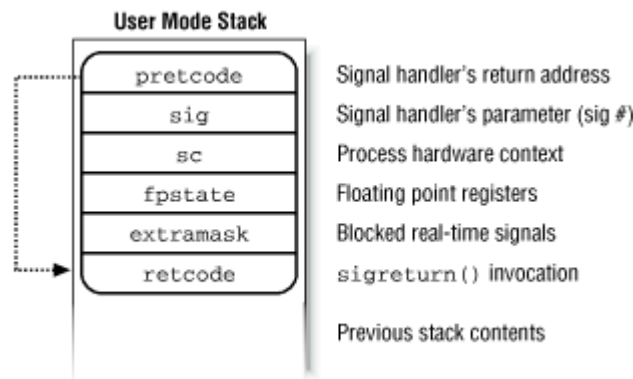 User Mode Stack
pretcode Signal handler's return address
sig Signal handler's parameter (sig #)
sc Process hardware context
fpstate Floating point registers
extramask Blocked real-time signals
retcode sigreturn() invocation
Previous stack contents